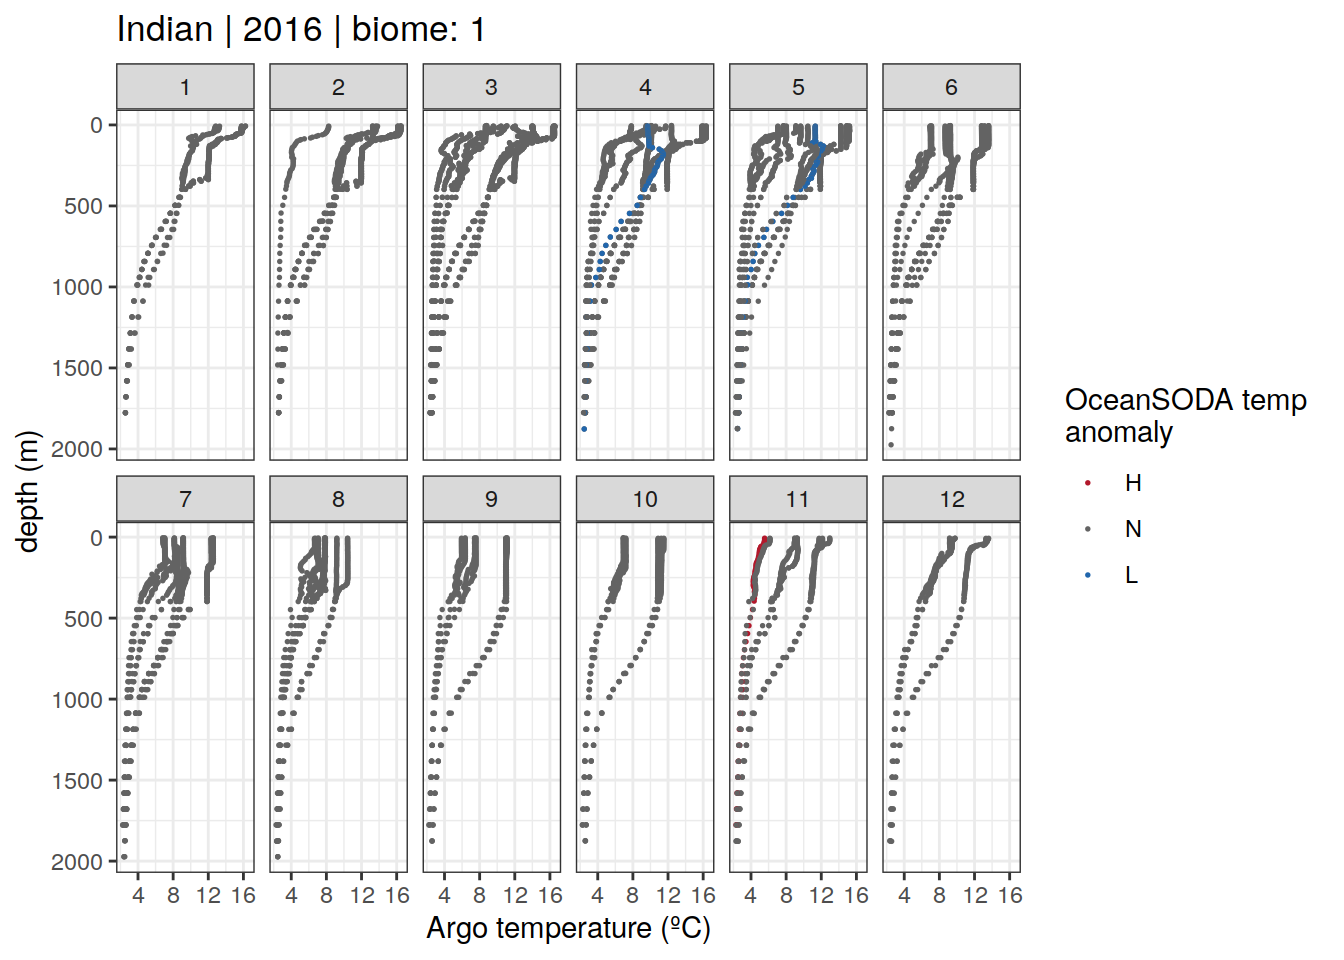 Indian | 2016 | biome: 1
1 2 3 4 5 6
0
500
1000
1500
2000
7 8 9 10 11 12
0
500
1000
1500
2000
4 8 12 16 4 8 12 16 4 8 12 16 4 8 12 16 4 8 12 16 4 8 12 16
Argo temperature (ºC)
depth (m)
OceanSODA temp
anomaly
H
N
L